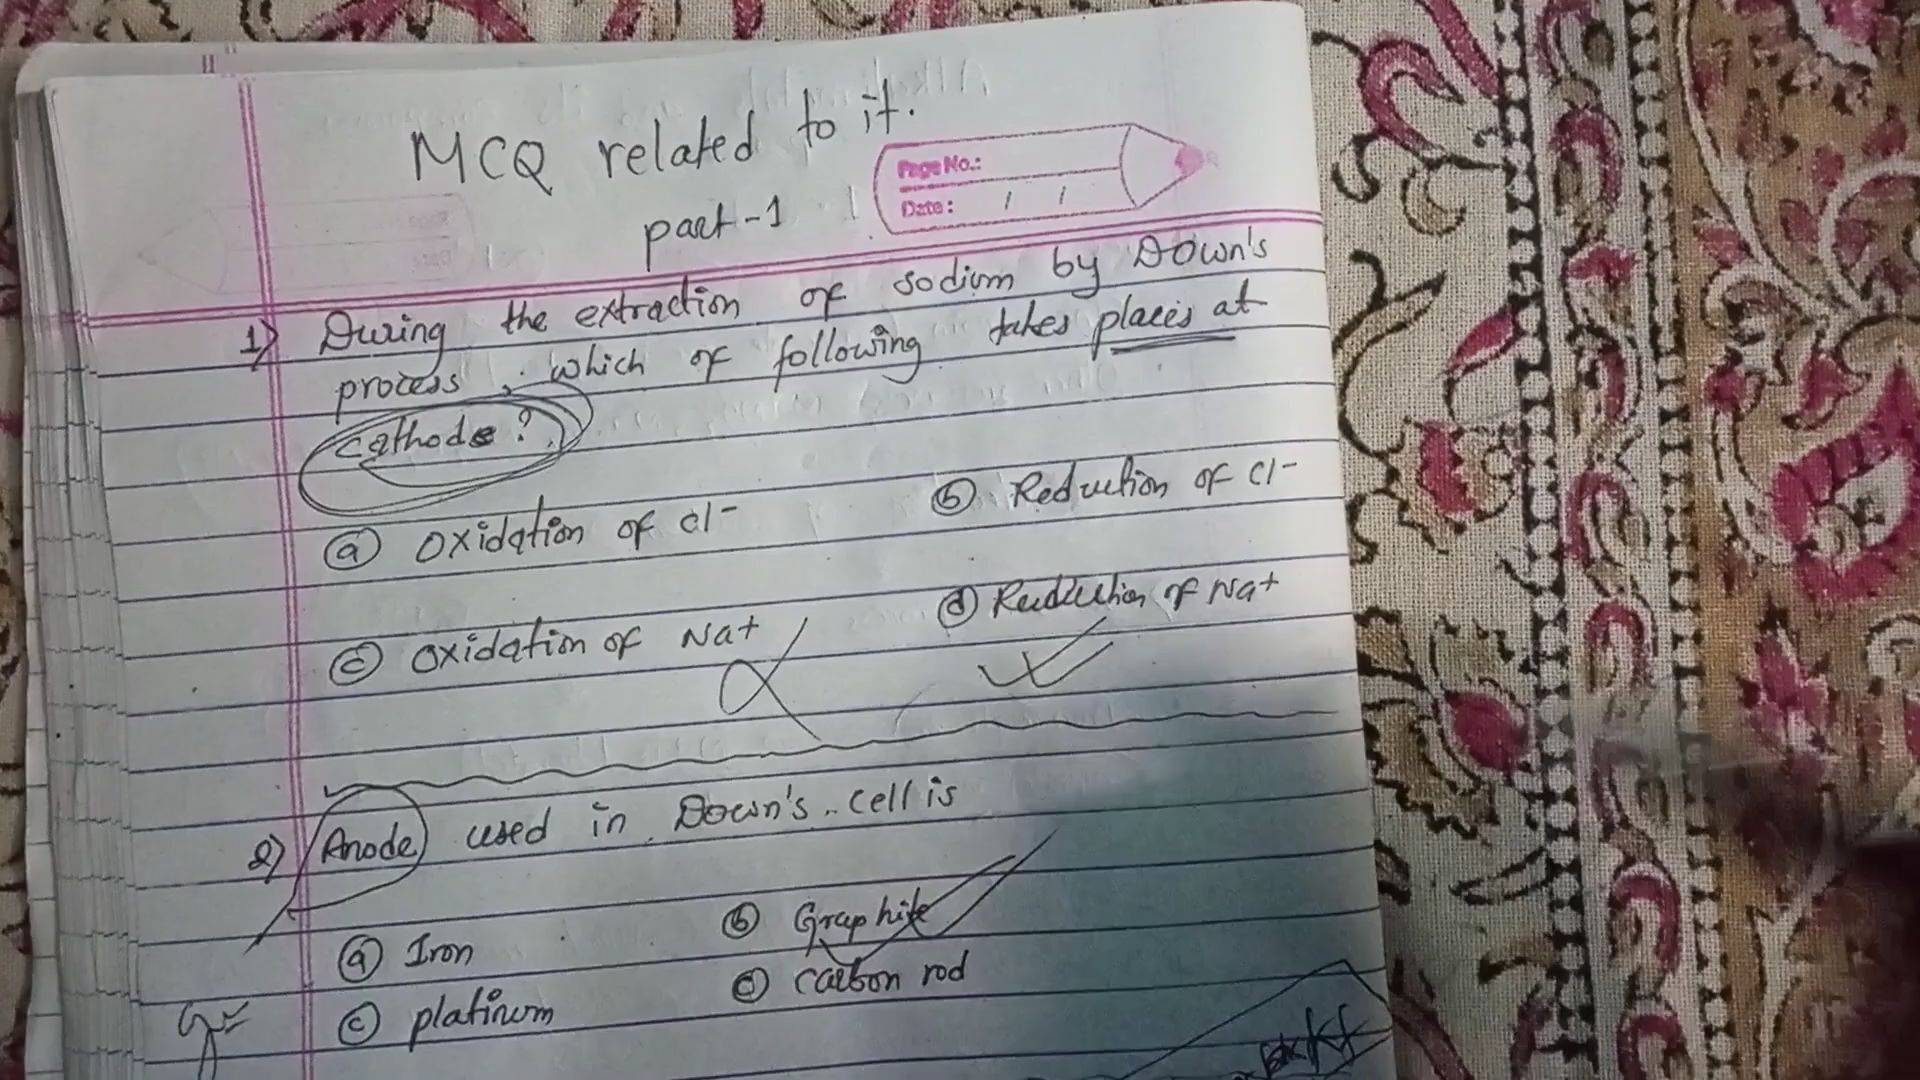 MCQ related to it.
Page No.:
Date: / /
part-1
1) During the extraction of sodium by Down's
process, which of following takes places at
cathode?
(a) Oxidation of Cl- (b) Reduction of Cl-
(c) Oxidation of Na+ (d) Reduction of Na+
2) Anode used in Down's cell is
(a) Iron (b) Graphite
(c) platinum (d) Carbon rod